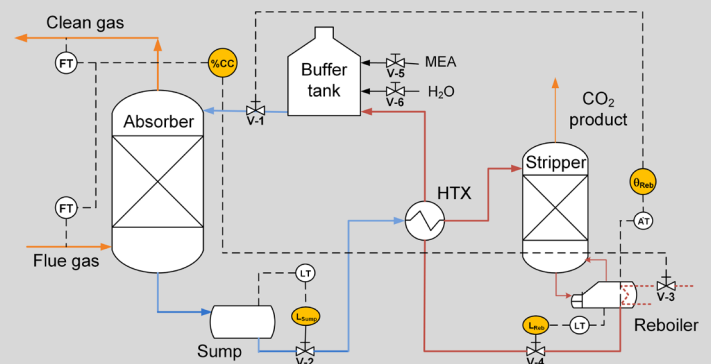 Clean gas
FT
%CC
Buffer
tank
MEA
V-5
H₂O
V-6
V-1
Absorber
CO₂
product
Stripper
θReb
HTX
FT
AT
Flue gas
LT
V-3
LSump
LReb
LT
Reboiler
Sump
V-2
V-4